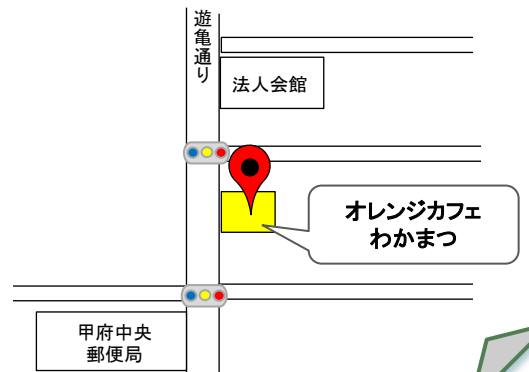 遊亀通り
法人会館
オレンジカフェ
わかまつ
甲府中央
郵便局